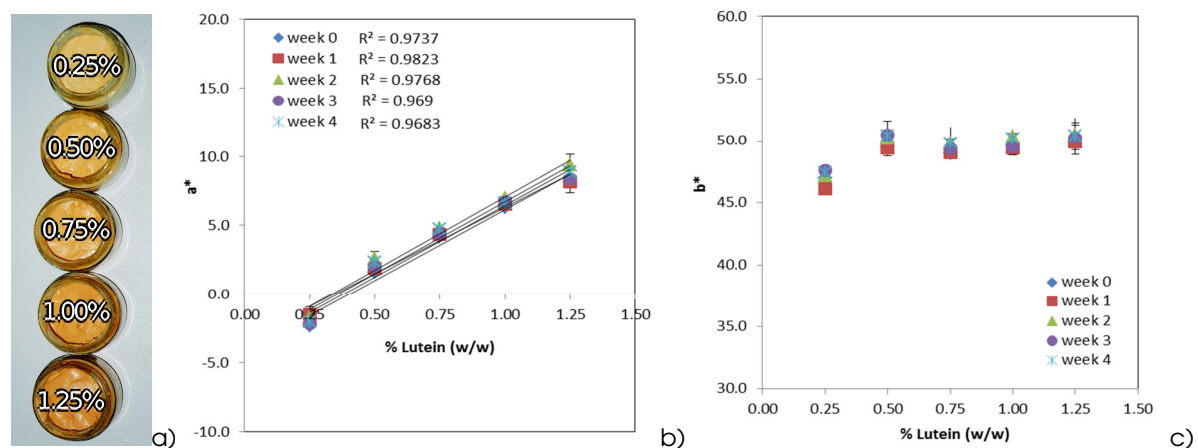 0.25%
0.50%
0.75%
1.00%
1.25%
a)
20.0
15.0
10.0
5.0
0.0
-5.0
-10.0
a*
week 0 R² = 0.9737
week 1 R² = 0.9823
week 2 R² = 0.9768
week 3 R² = 0.969
week 4 R² = 0.9683
0.00 0.25 0.50 0.75 1.00 1.25 1.50
% Lutein (w/w)
b)
60.0
55.0
50.0
45.0
40.0
35.0
30.0
b*
week 0
week 1
week 2
week 3
week 4
0.00 0.25 0.50 0.75 1.00 1.25 1.50
% Lutein (w/w)
c)